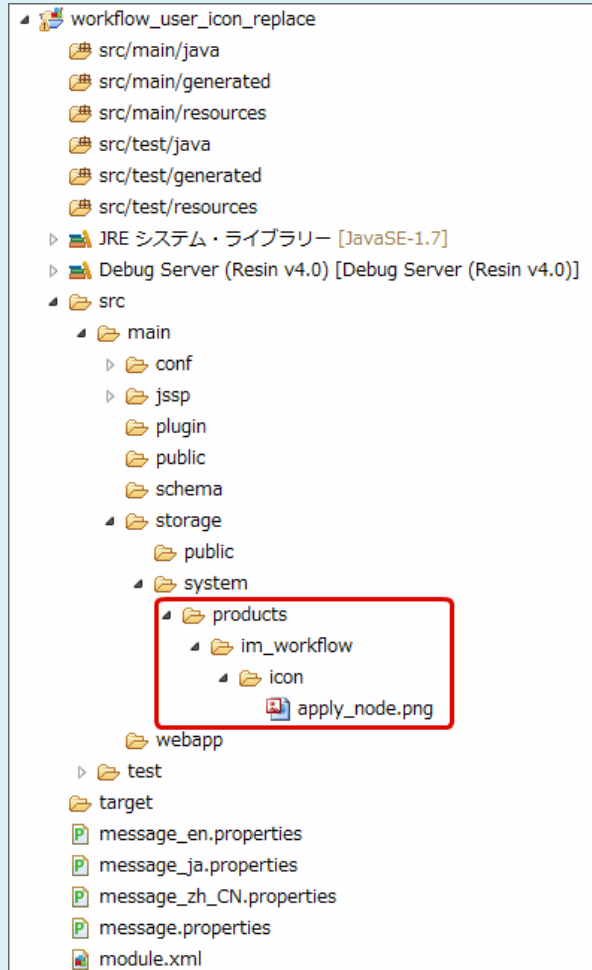 workflow_user_icon_replace
src/main/java
src/main/generated
src/main/resources
src/test/java
src/test/generated
src/test/resources
JRE システム・ライブラリー [JavaSE-1.7]
Debug Server (Resin v4.0) [Debug Server (Resin v4.0)]
src
main
conf
jssp
plugin
public
schema
storage
public
system
products
im_workflow
icon
apply_node.png
webapp
test
target
message_en.properties
message_ja.properties
message_zh_CN.properties
message.properties
module.xml